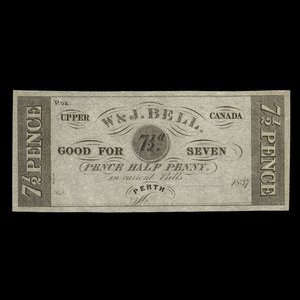 W & J. BELL.
UPPER CANADA
7½d
GOOD FOR SEVEN
PENCE HALF PENNY.
in current Bills
PERTH
1837
7½ PENCE
7½ PENCE